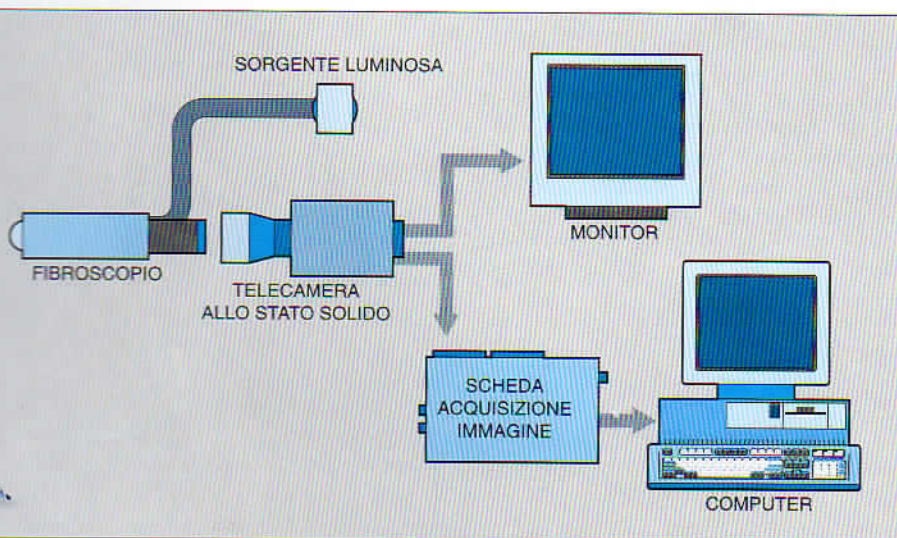 SORGENTE LUMINOSA
MONITOR
FIBROSCOPIO
TELECAMERA
ALLO STATO SOLIDO
SCHEDA
ACQUISIZIONE
IMMAGINE
COMPUTER